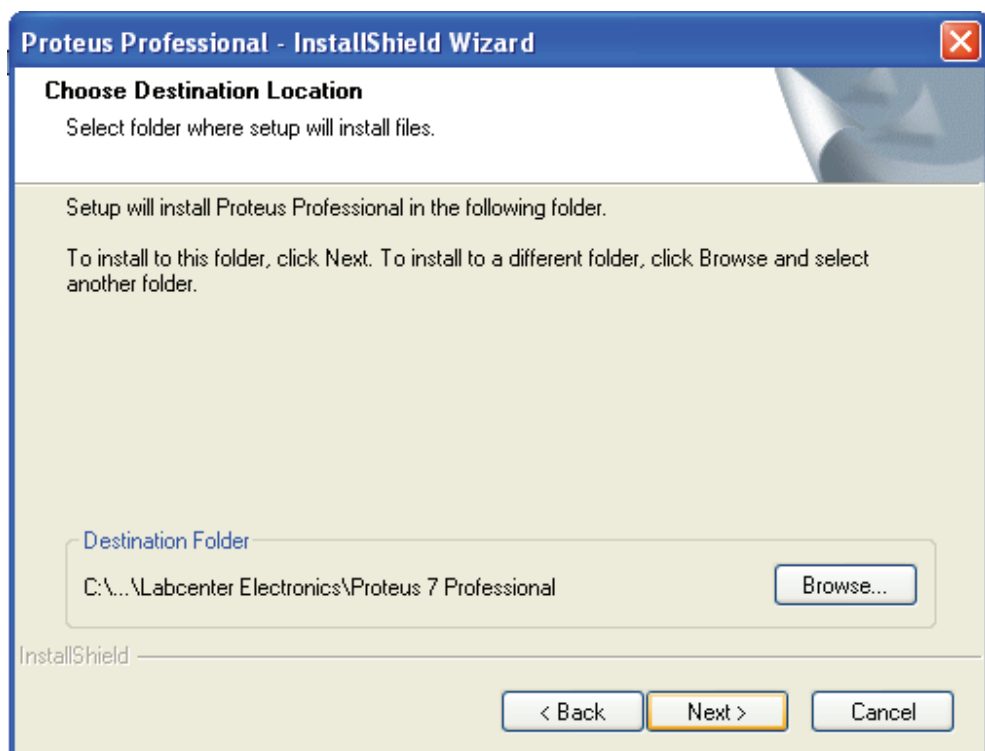 Proteus Professional - InstallShield Wizard
Choose Destination Location
Select folder where setup will install files.
Setup will install Proteus Professional in the following folder.
To install to this folder, click Next. To install to a different folder, click Browse and select
another folder.
Destination Folder
C:\...\Labcenter Electronics\Proteus 7 Professional
Browse...
InstallShield
< Back
Next >
Cancel